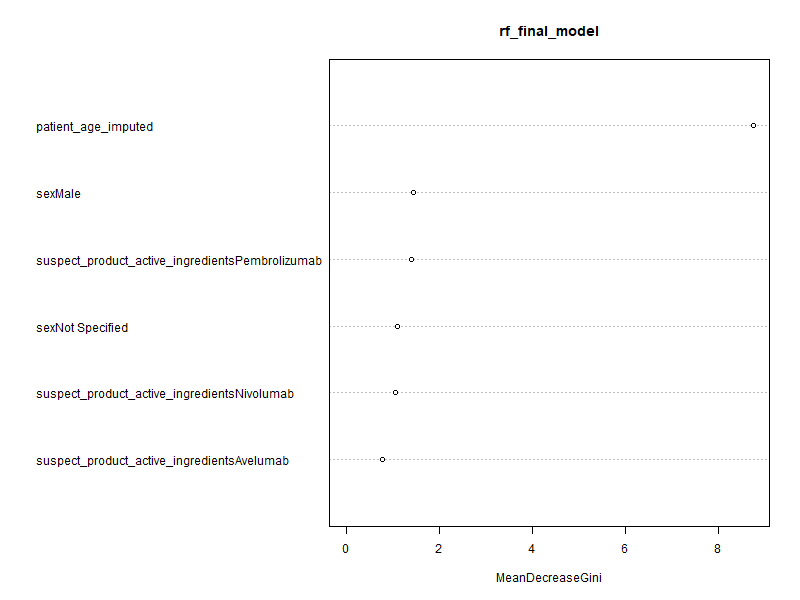 rf_final_model
patient_age_imputed
sexMale
suspect_product_active_ingredientsPembrolizumab
sexNot Specified
suspect_product_active_ingredientsNivolumab
suspect_product_active_ingredientsAvelumab
0 2 4 6 8
MeanDecreaseGini